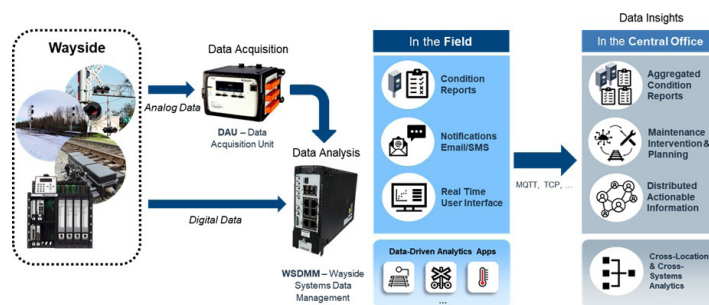 Wayside
Analog Data
Digital Data
Data Acquisition
DAU – Data
Acquisition Unit
Data Analysis
WSDMM – Wayside
Systems Data
Management
In the Field
Condition
Reports
Notifications
Email/SMS
Real Time
User Interface
Data-Driven Analytics Apps
...
MQTT, TCP, ...
Data Insights
In the Central Office
Aggregated
Condition
Reports
Maintenance
Intervention &
Planning
Distributed
Actionable
Information
Cross-Location
& Cross-
Systems
Analytics